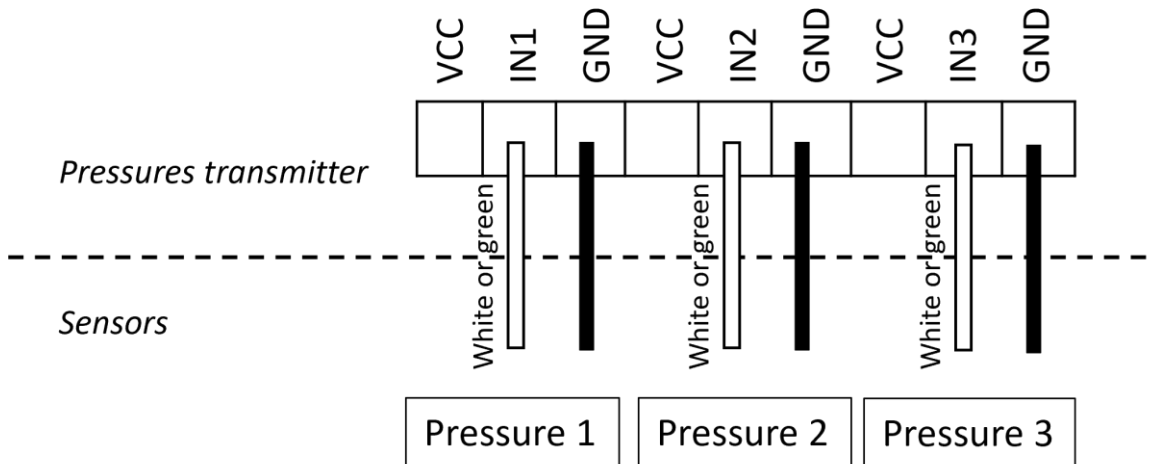 VCC
IN1
GND
VCC
IN2
GND
VCC
IN3
GND
Pressures transmitter
White or green
White or green
White or green
Sensors
Pressure 1
Pressure 2
Pressure 3